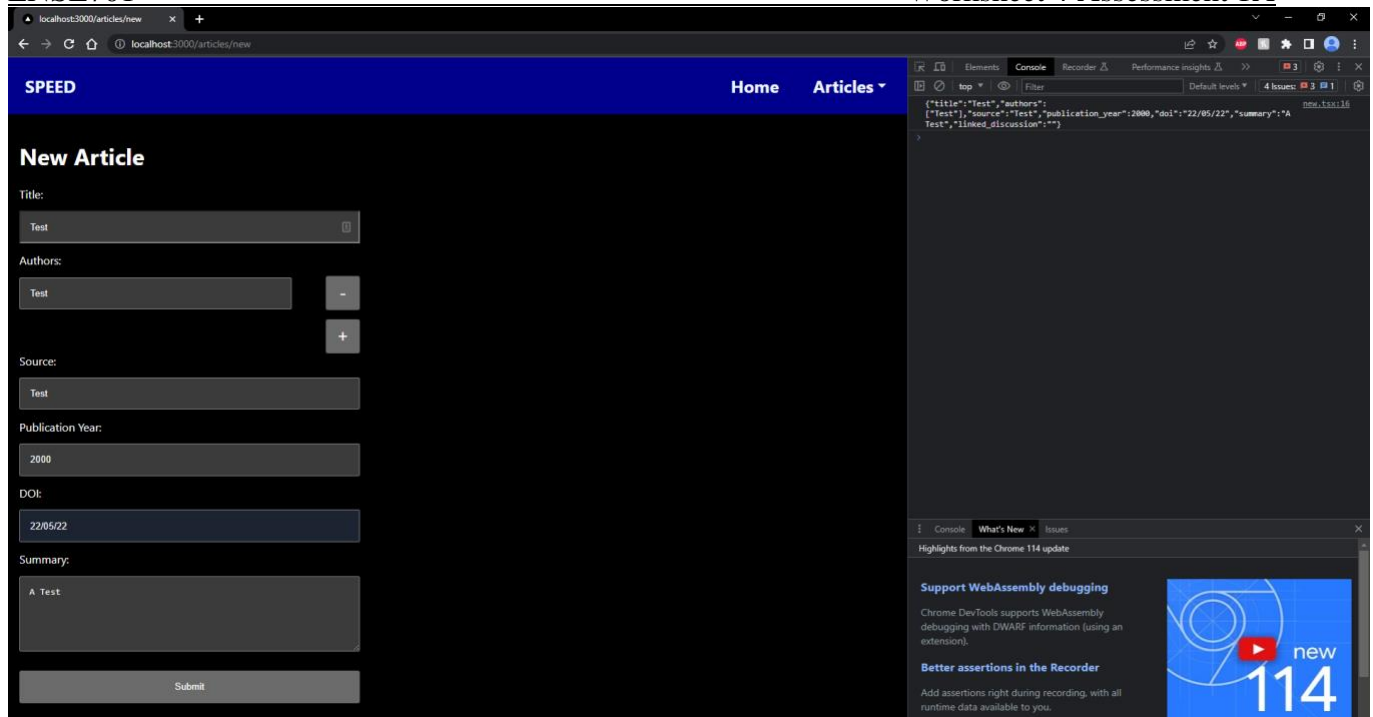 localhost:3000/articles/new
localhost:3000/articles/new
SPEED
Home
Articles
New Article
Title:
Test
Authors:
Test
-
+
Source:
Test
Publication Year:
2000
DOI:
22/05/22
Summary:
A Test
Submit
Elements Console Recorder Performance insights 3
top Filter Default levels 4 Issues: 3 1
{"title":"Test","authors": new.tsx:16
["Test"],"source":"Test","publication_year":2000,"doi":"22/05/22","summary":"A
Test","linked_discussion":""}
Console What's New Issues
Highlights from the Chrome 114 update
Support WebAssembly debugging
Chrome DevTools supports WebAssembly
debugging with DWARF information (using an
extension).
Better assertions in the Recorder
Add assertions right during recording, with all
runtime data available to you.
new
114